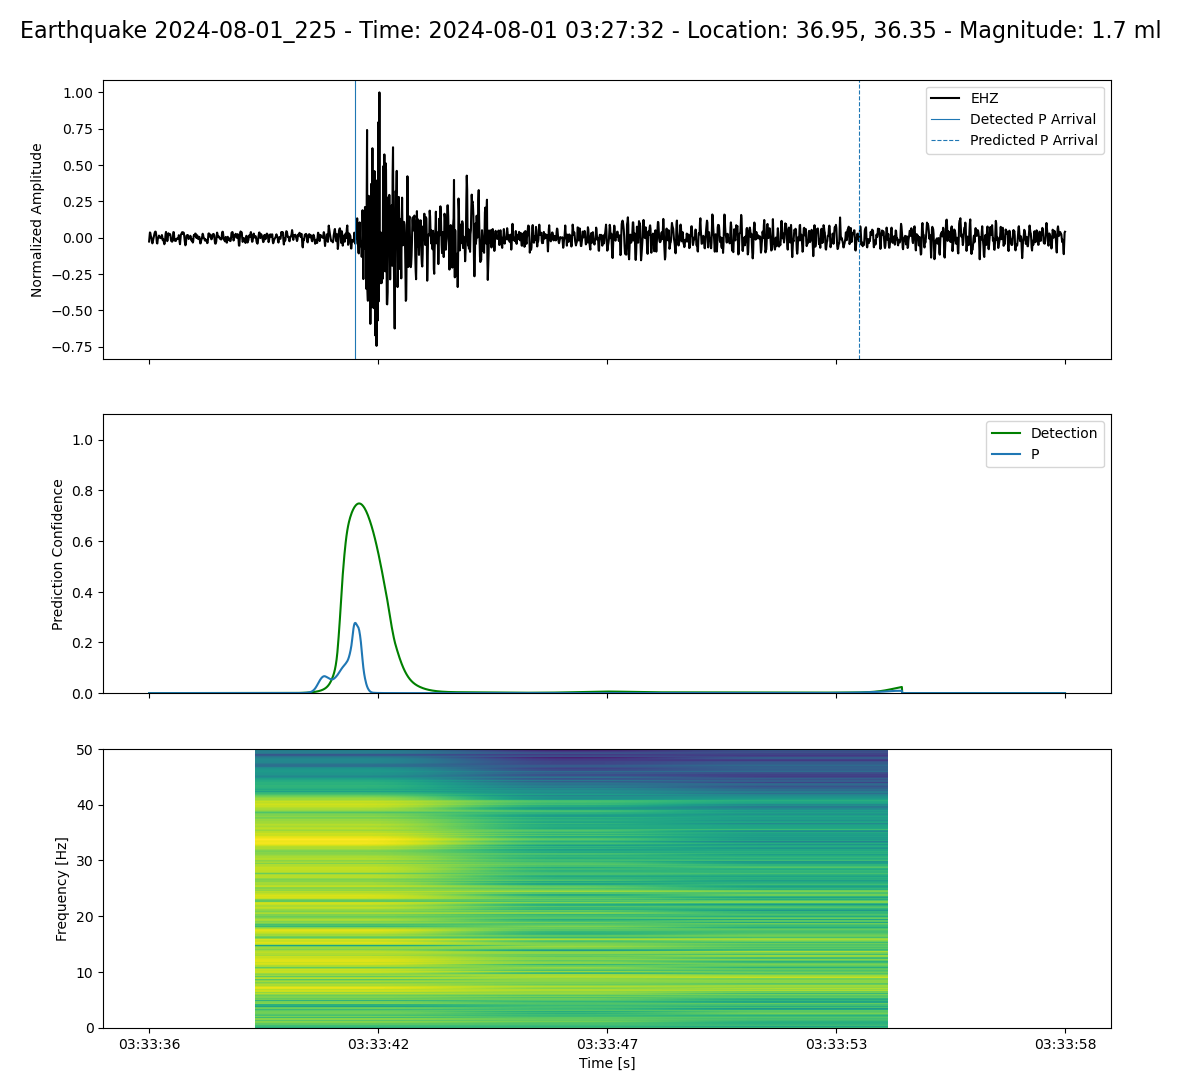 Earthquake 2024-08-01_225 - Time: 2024-08-01 03:27:32 - Location: 36.95, 36.35 - Magnitude: 1.7 ml
Normalized Amplitude
1.00
0.75
0.50
0.25
0.00
−0.25
−0.50
−0.75
EHZ
Detected P Arrival
Predicted P Arrival
Prediction Confidence
1.0
0.8
0.6
0.4
0.2
0.0
Detection
P
Frequency [Hz]
50
40
30
20
10
0
03:33:36
03:33:42
03:33:47
03:33:53
03:33:58
Time [s]